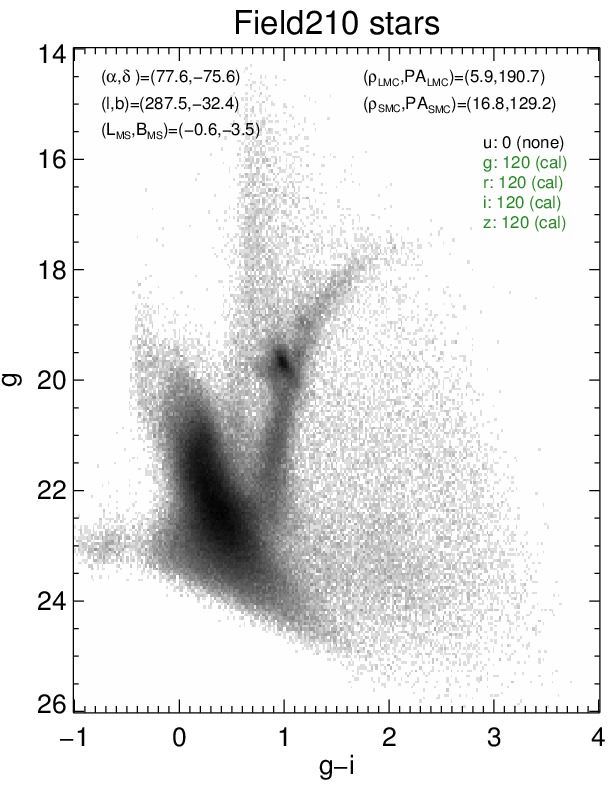 Field210 stars
(α,δ )=(77.6,−75.6)
(l,b)=(287.5,−32.4)
(LMS,BMS)=(−0.6,−3.5)
(ρLMC,PALMC)=(5.9,190.7)
(ρSMC,PASMC)=(16.8,129.2)
u: 0 (none)
g: 120 (cal)
r: 120 (cal)
i: 120 (cal)
z: 120 (cal)
14
16
18
20
22
24
26
g
−1 0 1 2 3 4
g−i